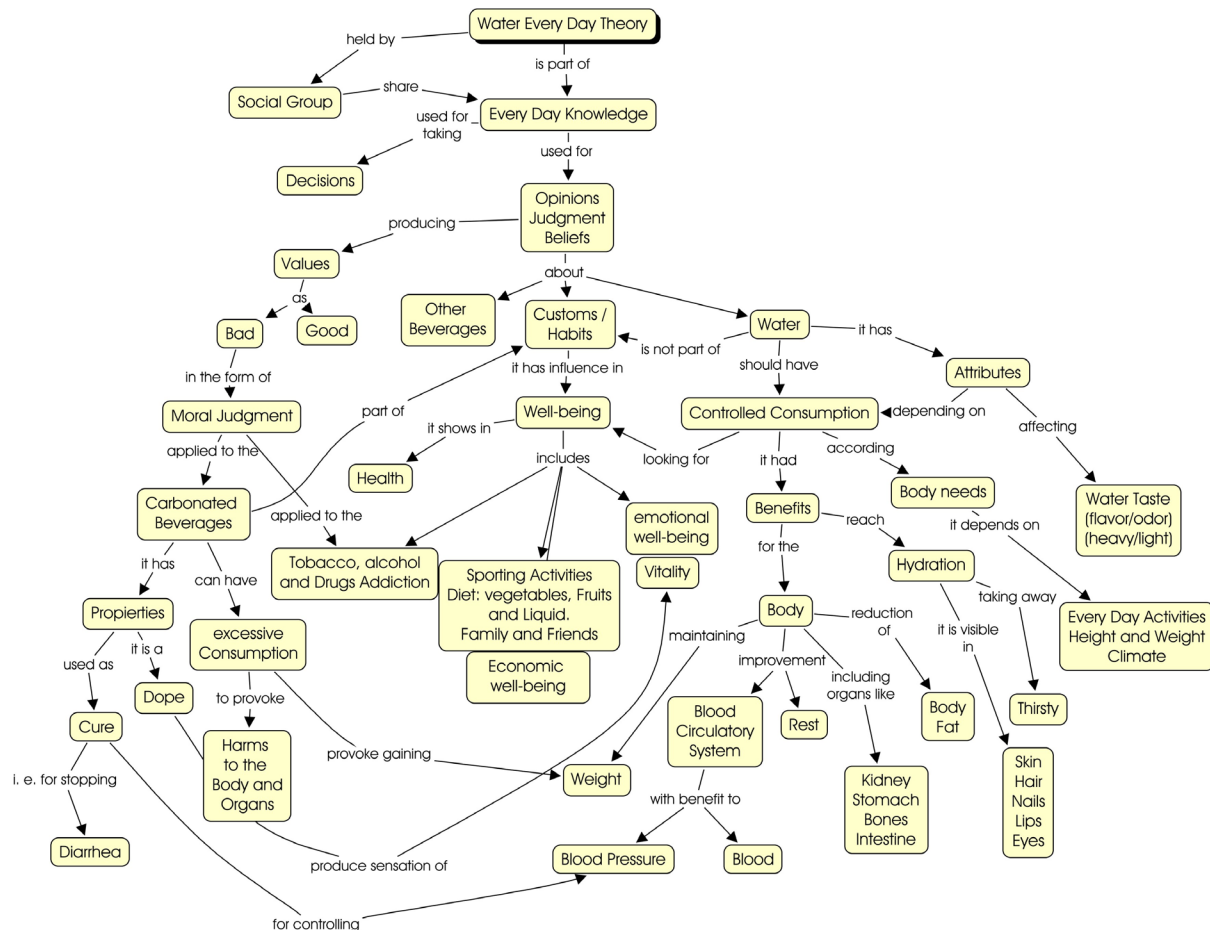 Water Every Day Theory
held by
is part of
Social Group
share
Every Day Knowledge
used for
taking
used for
Decisions
Opinions
Judgment
Beliefs
producing
Values
about
as
Other
Beverages
Customs /
Habits
Water
it has
Bad
Good
is not part of
should have
Attributes
in the form of
it has influence in
Moral Judgment
part of
Well-being
Controlled Consumption
depending on
affecting
applied to the
it shows in
includes
looking for
it had
according
Health
Carbonated
Beverages
applied to the
emotional
well-being
Benefits
Body needs
Water Taste
(flavor/odor)
(heavy/light)
reach
it depends on
it has
can have
Tobacco, alcohol
and Drugs Addiction
Sporting Activities
Diet: vegetables, Fruits
and Liquid.
Family and Friends
Vitality
for the
Hydration
taking away
Propierties
excessive
Consumption
Economic
well-being
maintaining
Body
reduction
of
it is visible
in
Every Day Activities
Height and Weight
Climate
used as
it is a
improvement
including
organs like
Dope
to provoke
Cure
Blood
Circulatory
System
Rest
Body
Fat
Thirsty
Harms
to the
Body and
Organs
provoke gaining
Weight
i. e. for stopping
Kidney
Stomach
Bones
Intestine
Skin
Hair
Nails
Lips
Eyes
with benefit to
Diarrhea
produce sensation of
Blood Pressure
Blood
for controlling